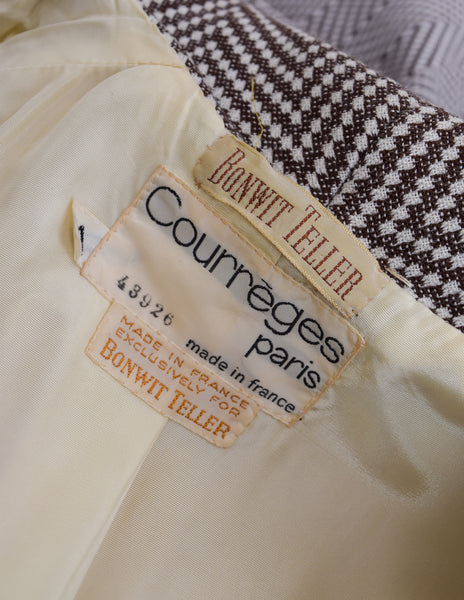 BONWIT TELLER
Courrèges
paris
43926
made in france
MADE IN FRANCE
EXCLUSIVELY FOR
BONWIT TELLER